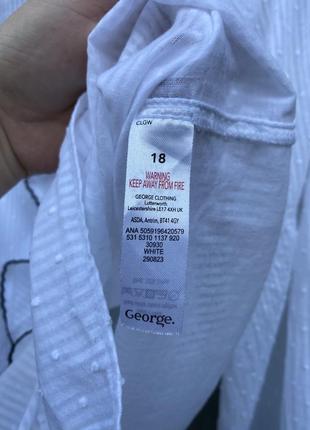 CLGW
18
WARNING
KEEP AWAY FROM FIRE
GEORGE CLOTHING
Lutterworth
Leicestershire LE17 4XH UK
ASDA, Antrim, BT41 4GY
ANA 5059196420579
531 5310 1137 920
30930
WHITE
290823
George.